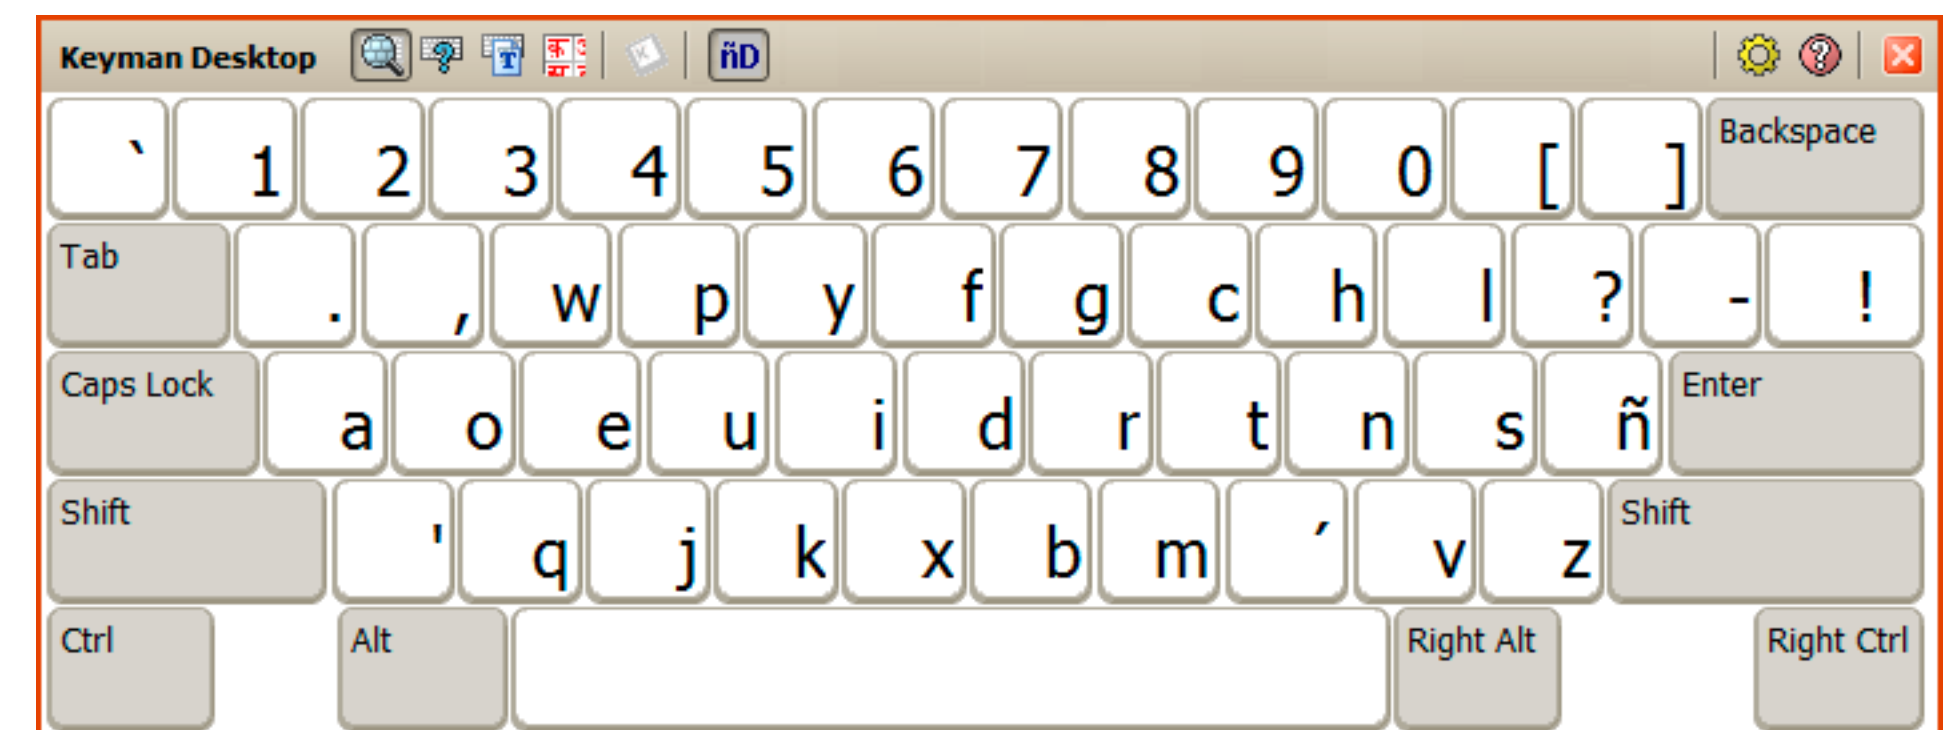 Keyman Desktop ñD
` 1 2 3 4 5 6 7 8 9 0 [ ] Backspace
Tab . , w p y f g c h l ? - !
Caps Lock a o e u i d r t n s ñ Enter
Shift ' q j k x b m ´ v z Shift
Ctrl Alt Right Alt Right Ctrl